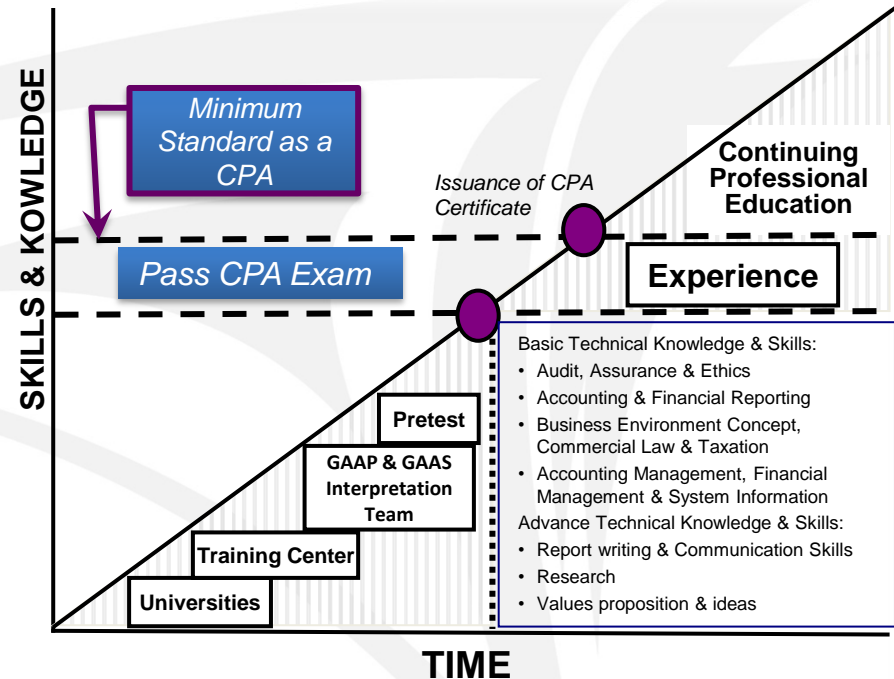 SKILLS & KOWLEDGE
Minimum
Standard as a
CPA
Issuance of CPA
Certificate
Continuing
Professional
Education
Pass CPA Exam
Experience
Pretest
GAAP & GAAS
Interpretation
Team
Training Center
Universities
Basic Technical Knowledge & Skills:
• Audit, Assurance & Ethics
• Accounting & Financial Reporting
• Business Environment Concept,
Commercial Law & Taxation
• Accounting Management, Financial
Management & System Information
Advance Technical Knowledge & Skills:
• Report writing & Communication Skills
• Research
• Values proposition & ideas
TIME